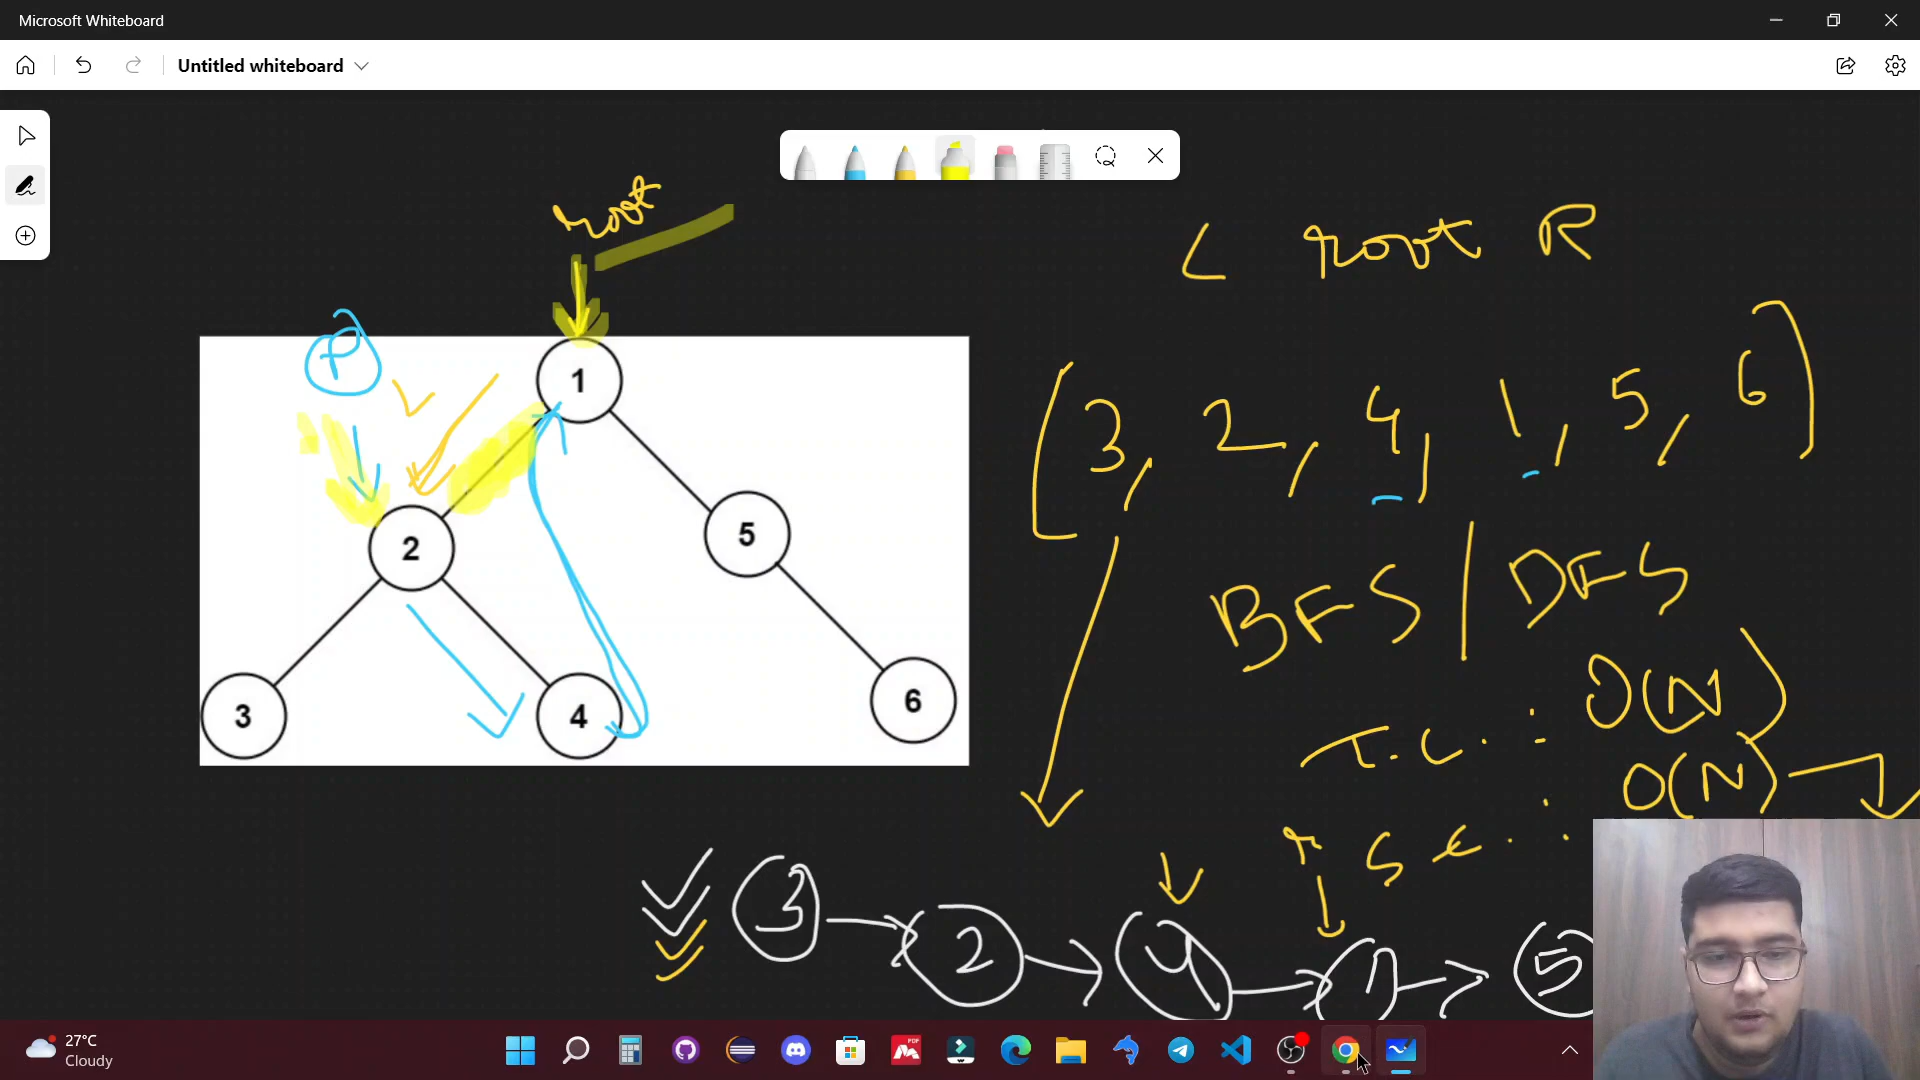 Microsoft Whiteboard
Untitled whiteboard
root
L root R
P
1
[3, 2, 4, 1, 5, 6]
2
5
BFS | DFS
3
4
6
T.C. : O(N)
O(N)
S.C. :
3 → 2 → 4 → 1 → 5
27°C
Cloudy
PDF